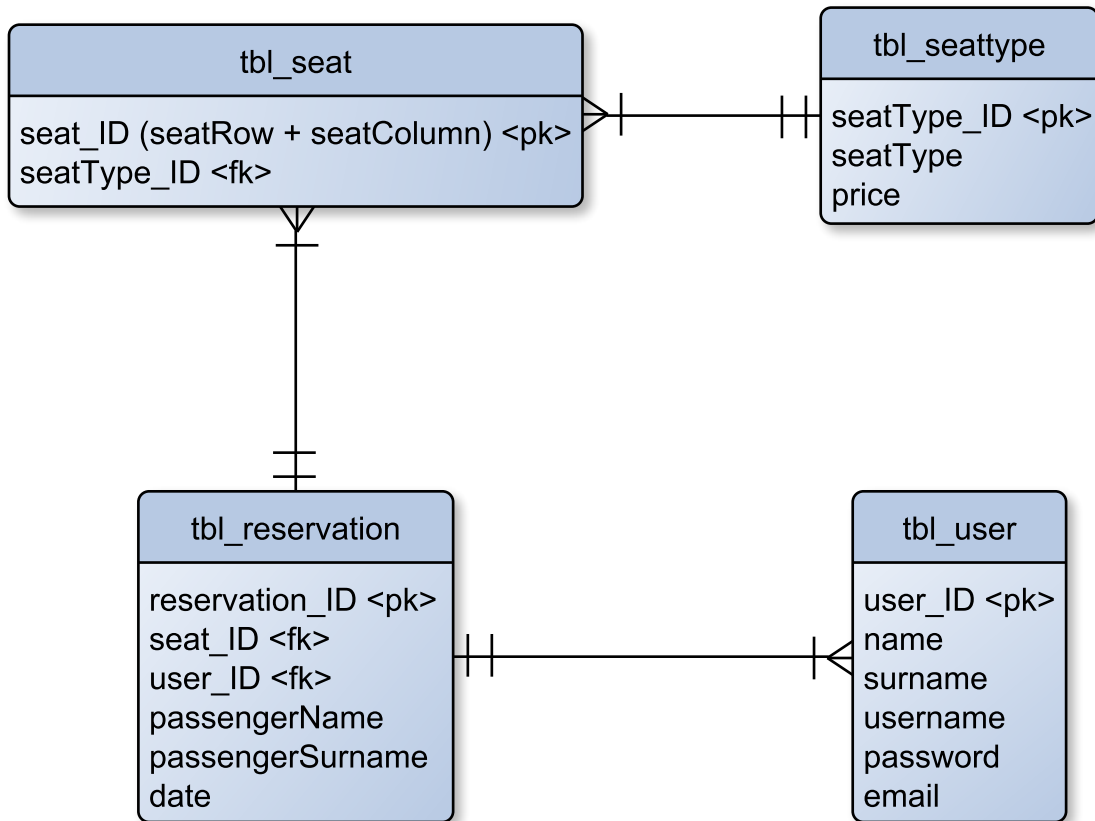 tbl_seat
seat_ID (seatRow + seatColumn) <pk>
seatType_ID <fk>
tbl_seattype
seatType_ID <pk>
seatType
price
tbl_reservation
reservation_ID <pk>
seat_ID <fk>
user_ID <fk>
passengerName
passengerSurname
date
tbl_user
user_ID <pk>
name
surname
username
password
email